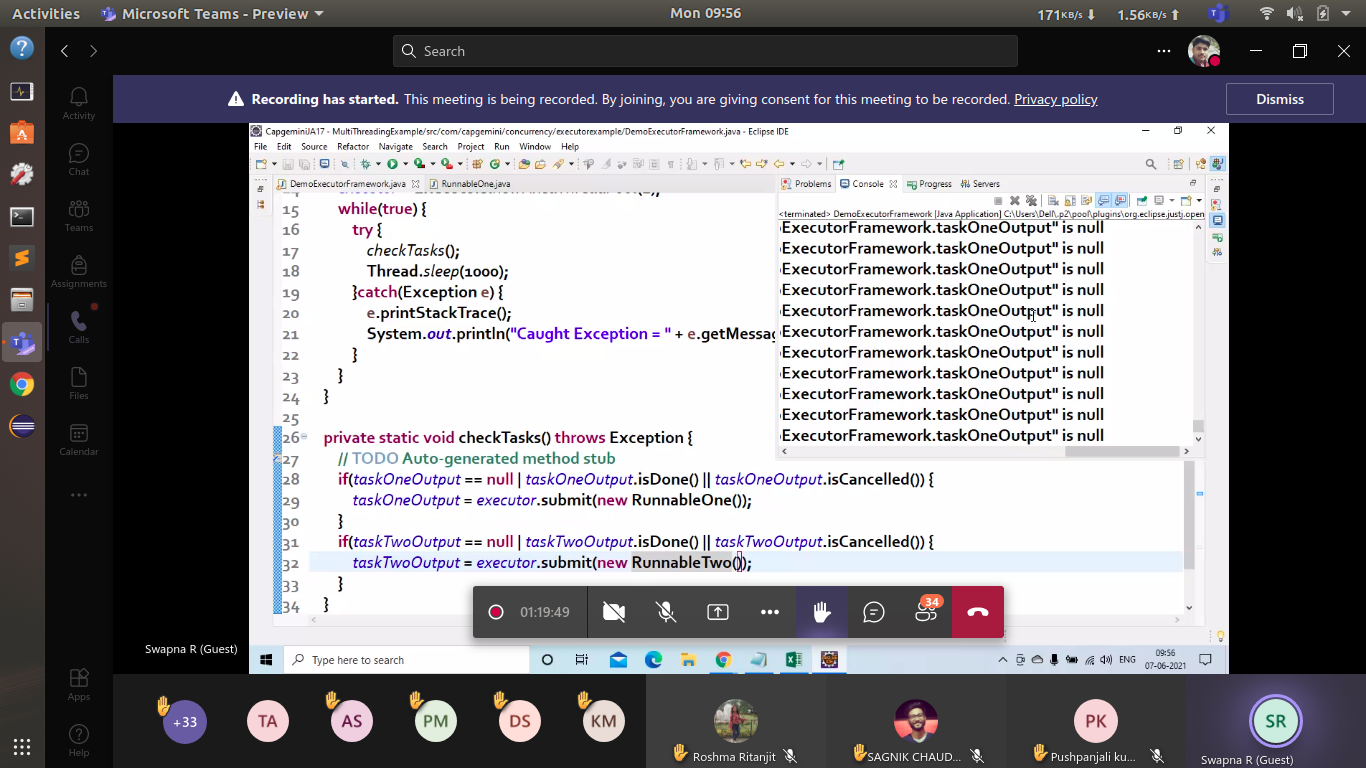 Activities
Microsoft Teams - Preview
Mon 09:56
171KB/s
1.56KB/s
Search
Recording has started. This meeting is being recorded. By joining, you are giving consent for this meeting to be recorded. Privacy policy
Dismiss
Activity
Chat
Teams
Assignments
Calls
Files
Calendar
Apps
Help
CapgeminiJA17 - MultiThreadingExample/src/com/capgemini/concurrency/executorexample/DemoExecutorFramework.java - Eclipse IDE
File Edit Source Refactor Navigate Search Project Run Window Help
DemoExecutorFramework.java
RunnableOne.java
15 while(true) {
16 try {
17 checkTasks();
18 Thread.sleep(1000);
19 }catch(Exception e) {
20 e.printStackTrace();
21 System.out.println("Caught Exception = " + e.getMessag
22 }
23 }
24 }
25
26 private static void checkTasks() throws Exception {
27 // TODO Auto-generated method stub
28 if(taskOneOutput == null | taskOneOutput.isDone() || taskOneOutput.isCancelled()) {
29 taskOneOutput = executor.submit(new RunnableOne());
30 }
31 if(taskTwoOutput == null | taskTwoOutput.isDone() || taskTwoOutput.isCancelled()) {
32 taskTwoOutput = executor.submit(new RunnableTwo());
33 }
34 }
Problems Console Progress Servers
<terminated> DemoExecutorFramework [Java Application] C:\Users\Dell\.p2\pool\plugins\org.eclipse.justj.open
ExecutorFramework.taskOneOutput" is null
ExecutorFramework.taskOneOutput" is null
ExecutorFramework.taskOneOutput" is null
ExecutorFramework.taskOneOutput" is null
ExecutorFramework.taskOneOutput" is null
ExecutorFramework.taskOneOutput" is null
ExecutorFramework.taskOneOutput" is null
ExecutorFramework.taskOneOutput" is null
ExecutorFramework.taskOneOutput" is null
ExecutorFramework.taskOneOutput" is null
ExecutorFramework.taskOneOutput" is null
01:19:49
34
Swapna R (Guest)
Type here to search
ENG
09:56
07-06-2021
+33
TA
AS
PM
DS
KM
Roshma Ritanjit
SAGNIK CHAUD...
PK
Pushpanjali ku...
SR
Swapna R (Guest)